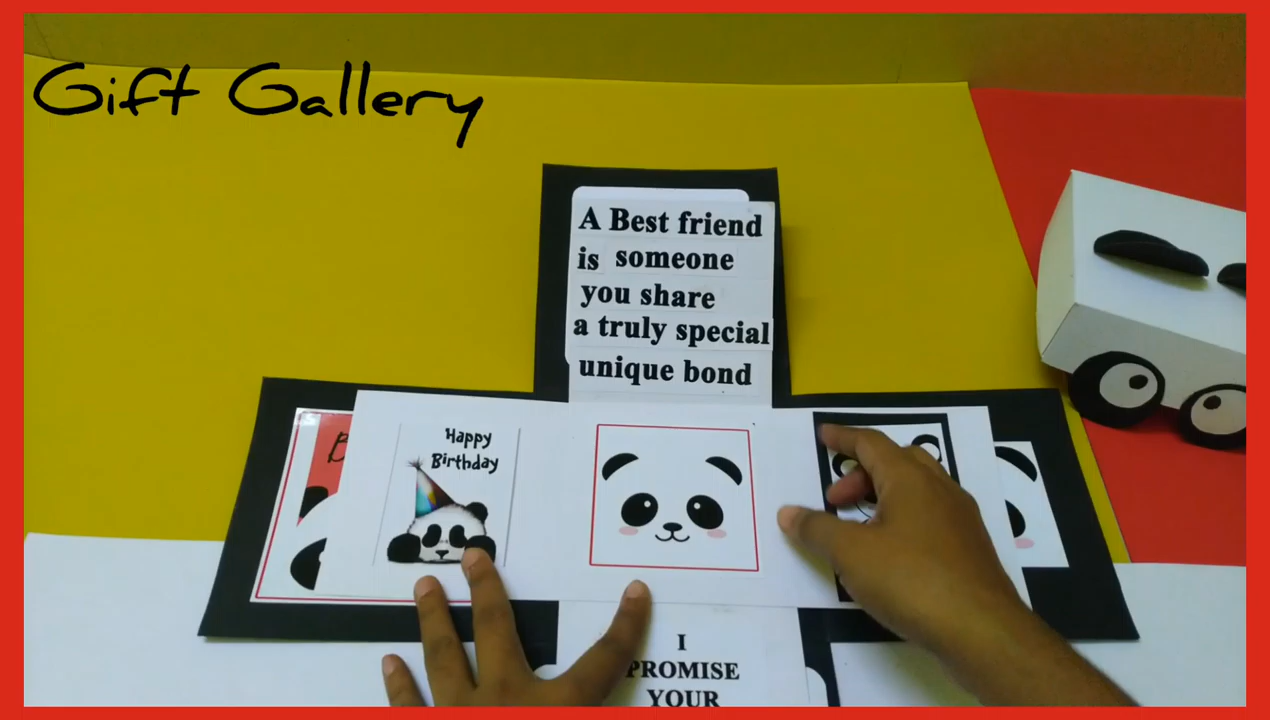 Gift Gallery
A Best friend
is someone
you share
a truly special
unique bond
Happy
Birthday
I
PROMISE
YOUR